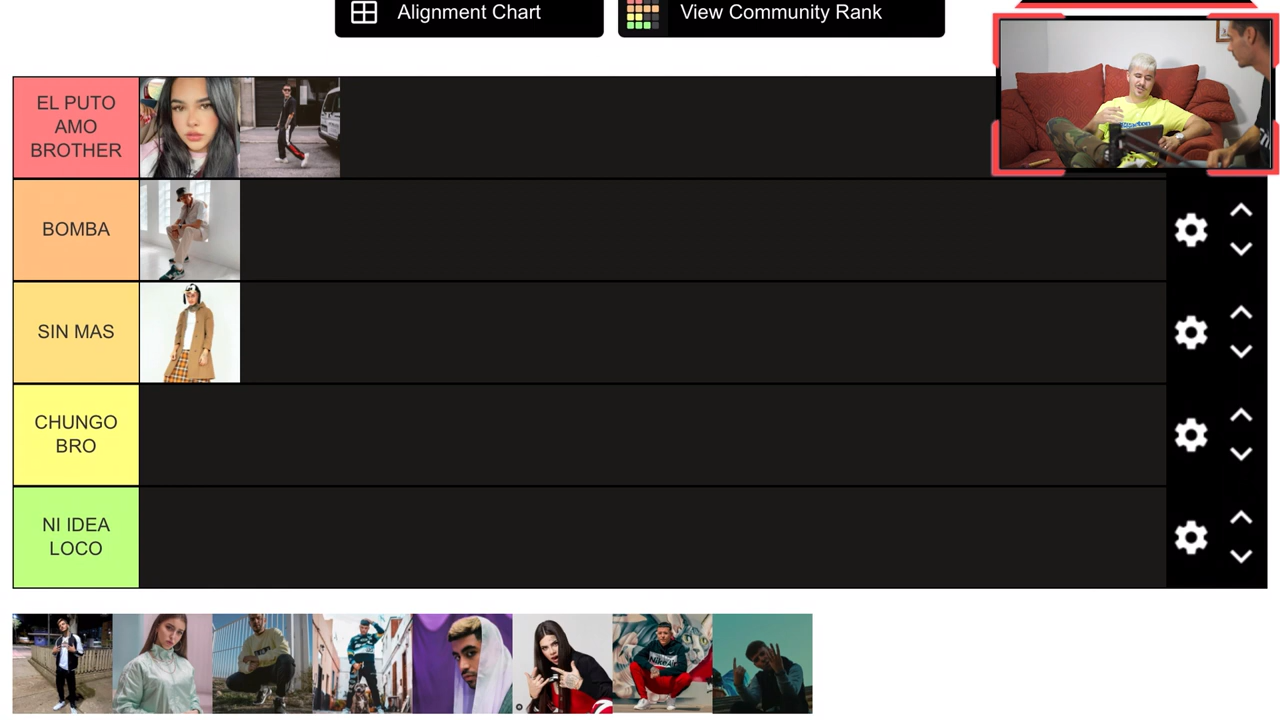 Alignment Chart
View Community Rank
EL PUTO
AMO
BROTHER
BOMBA
SIN MAS
CHUNGO
BRO
NI IDEA
LOCO